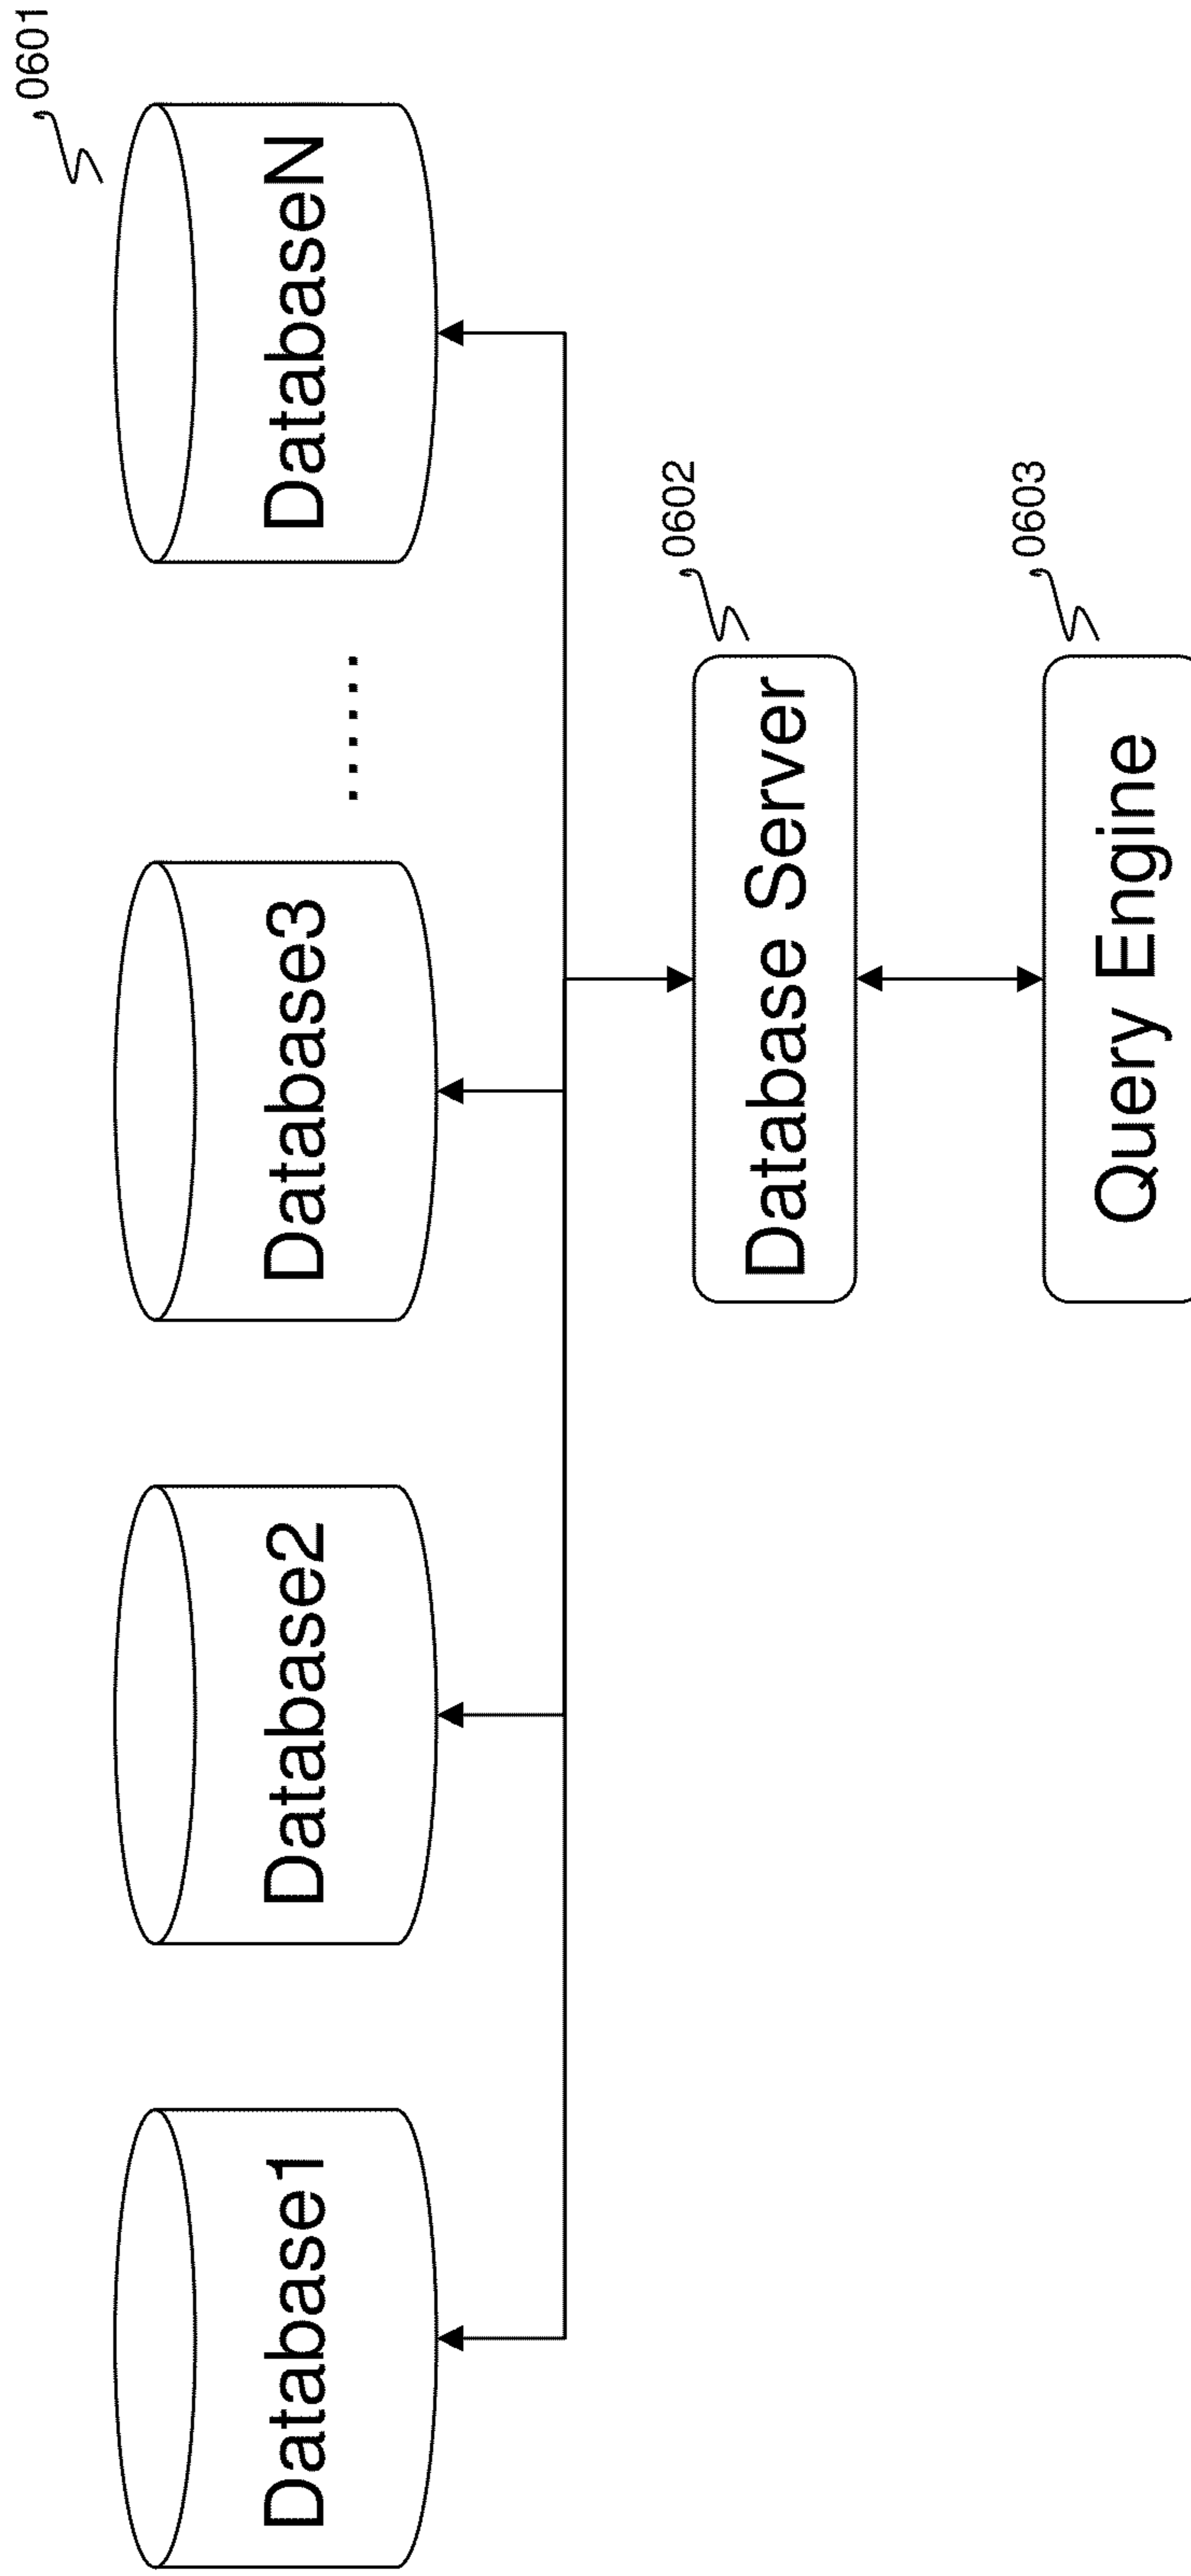 0601
Database1
Database2
Database3
......
DatabaseN
0602
Database Server
0603
Query Engine